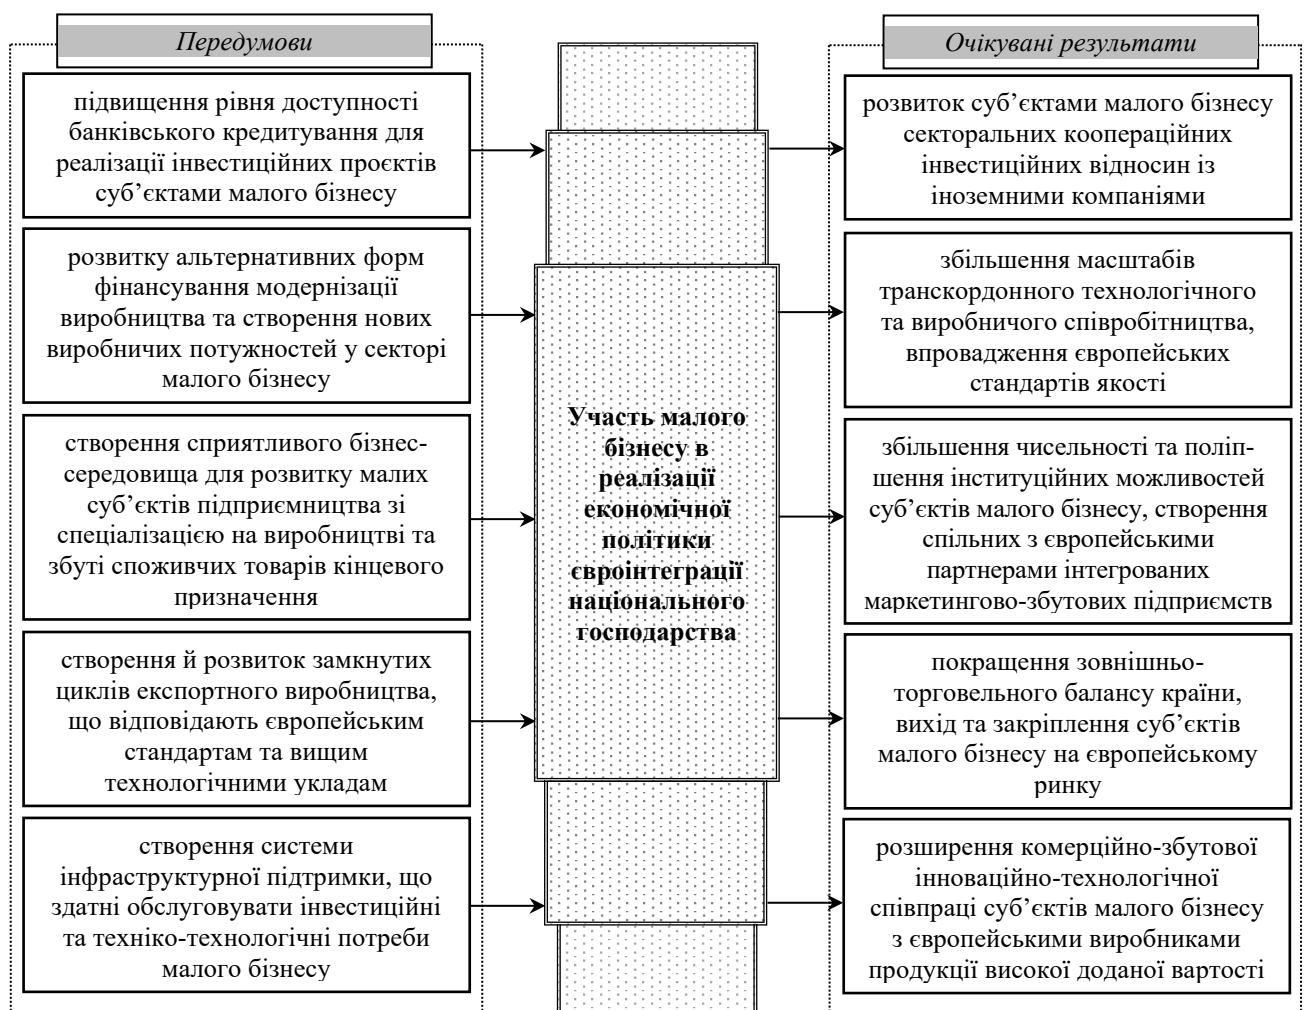 Передумови
підвищення рівня доступності
банківського кредитування для
реалізації інвестиційних проєктів
суб’єктами малого бізнесу
розвитку альтернативних форм
фінансування модернізації
виробництва та створення нових
виробничих потужностей у секторі
малого бізнесу
створення сприятливого бізнес-
середовища для розвитку малих
суб’єктів підприємництва зі
спеціалізацією на виробництві та
збуті споживчих товарів кінцевого
призначення
створення й розвиток замкнутих
циклів експортного виробництва,
що відповідають європейським
стандартам та вищим
технологічними укладам
створення системи
інфраструктурної підтримки, що
здатні обслуговувати інвестиційні
та техніко-технологічні потреби
малого бізнесу
Участь малого
бізнесу в
реалізації
економічної
політики
євроінтеграції
національного
господарства
Очікувані результати
розвиток суб’єктами малого бізнесу
секторальних коопераційних
інвестиційних відносин із
іноземними компаніями
збільшення масштабів
транскордонного технологічного
та виробничого співробітництва,
впровадження європейських
стандартів якості
збільшення чисельності та поліп-
шення інституційних можливостей
суб’єктів малого бізнесу, створення
спільних з європейськими
партнерами інтегрованих
маркетингово-збутових підприємств
покращення зовнішньо-
торговельного балансу країни,
вихід та закріплення суб’єктів
малого бізнесу на європейському
ринку
розширення комерційно-збутової
інноваційно-технологічної
співпраці суб’єктів малого бізнесу
з європейськими виробниками
продукції високої доданої вартості